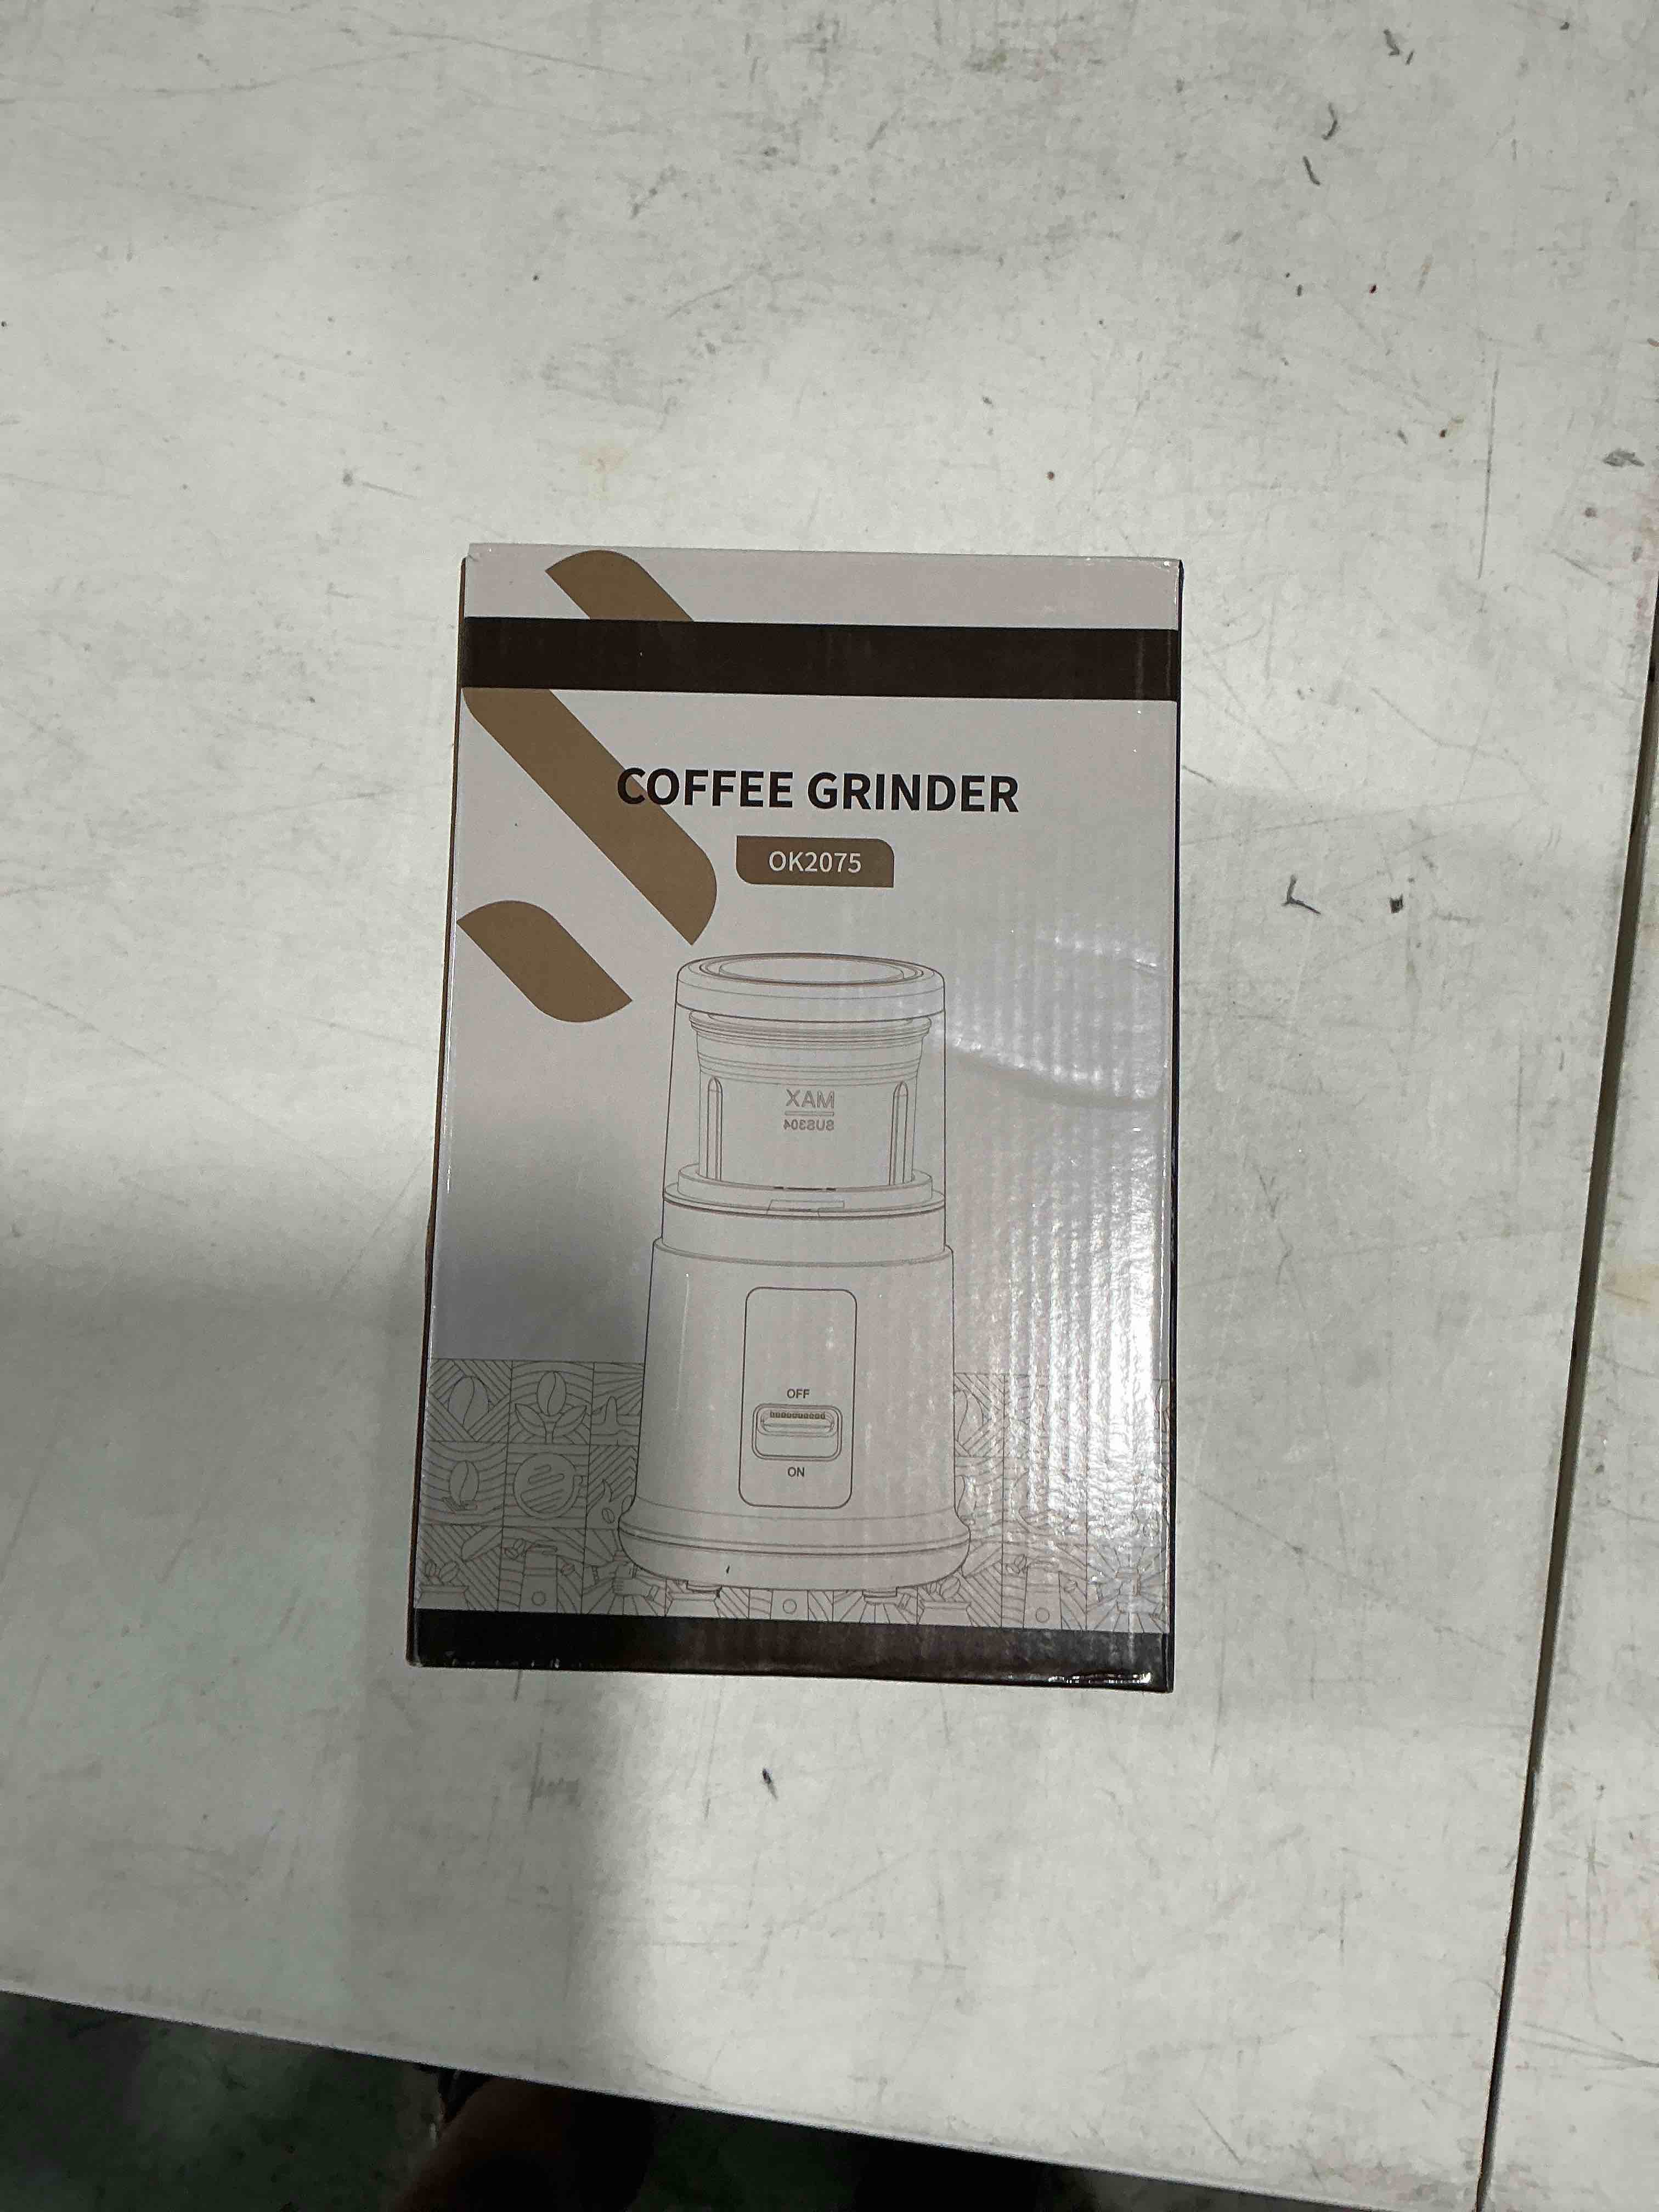 COFFEE GRINDER
OK2075
MAX
SUS304
OFF
ON